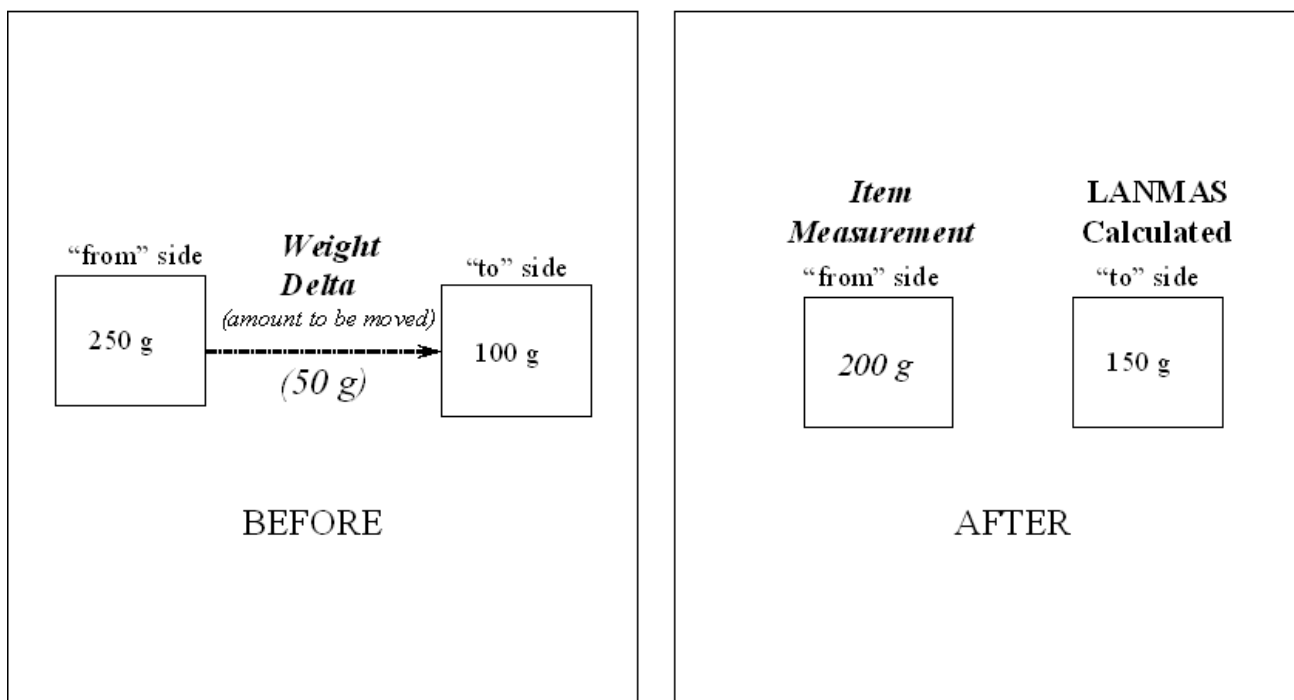 “from” side
250 g
Weight
Delta
(amount to be moved)
(50 g)
“to” side
100 g
BEFORE
Item
Measurement
“from” side
200 g
LANMAS
Calculated
“to” side
150 g
AFTER